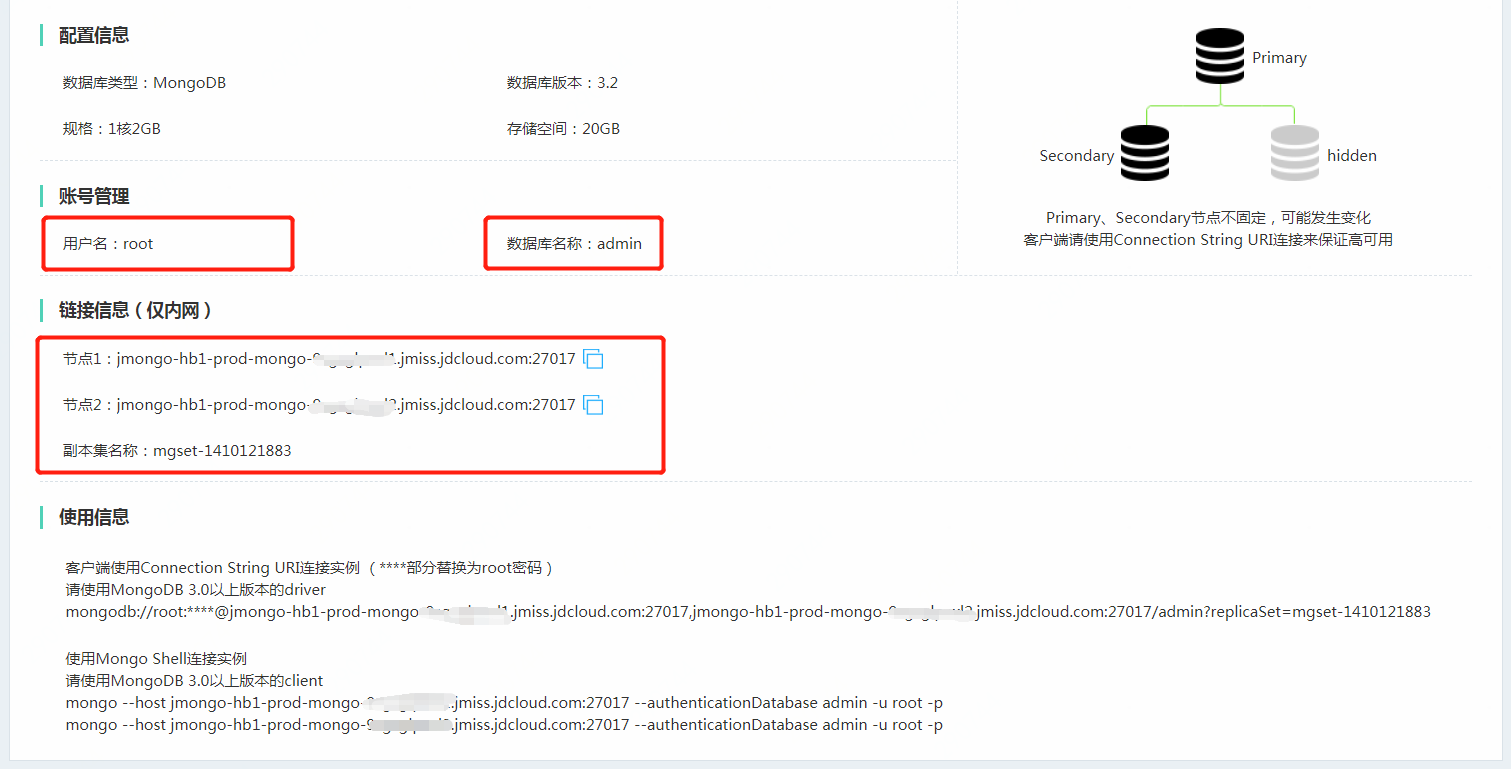 配置信息
数据库类型：MongoDB
数据库版本：3.2
规格：1核2GB
存储空间：20GB
Primary
Secondary
hidden
Primary、Secondary节点不固定，可能发生变化
客户端请使用Connection String URI连接来保证高可用
账号管理
用户名：root
数据库名称：admin
链接信息（仅内网）
节点1：jmongo-hb1-prod-mongo- .jmiss.jdcloud.com:27017
节点2：jmongo-hb1-prod-mongo- .jmiss.jdcloud.com:27017
副本集名称：mgset-1410121883
使用信息
客户端使用Connection String URI连接实例 （****部分替换为root密码）
请使用MongoDB 3.0以上版本的driver
mongodb://root:****@jmongo-hb1-prod-mongo- .jmiss.jdcloud.com:27017,jmongo-hb1-prod-mongo- .jmiss.jdcloud.com:27017/admin?replicaSet=mgset-1410121883
使用Mongo Shell连接实例
请使用MongoDB 3.0以上版本的client
mongo --host jmongo-hb1-prod-mongo- .jmiss.jdcloud.com:27017 --authenticationDatabase admin -u root -p
mongo --host jmongo-hb1-prod-mongo- .jmiss.jdcloud.com:27017 --authenticationDatabase admin -u root -p